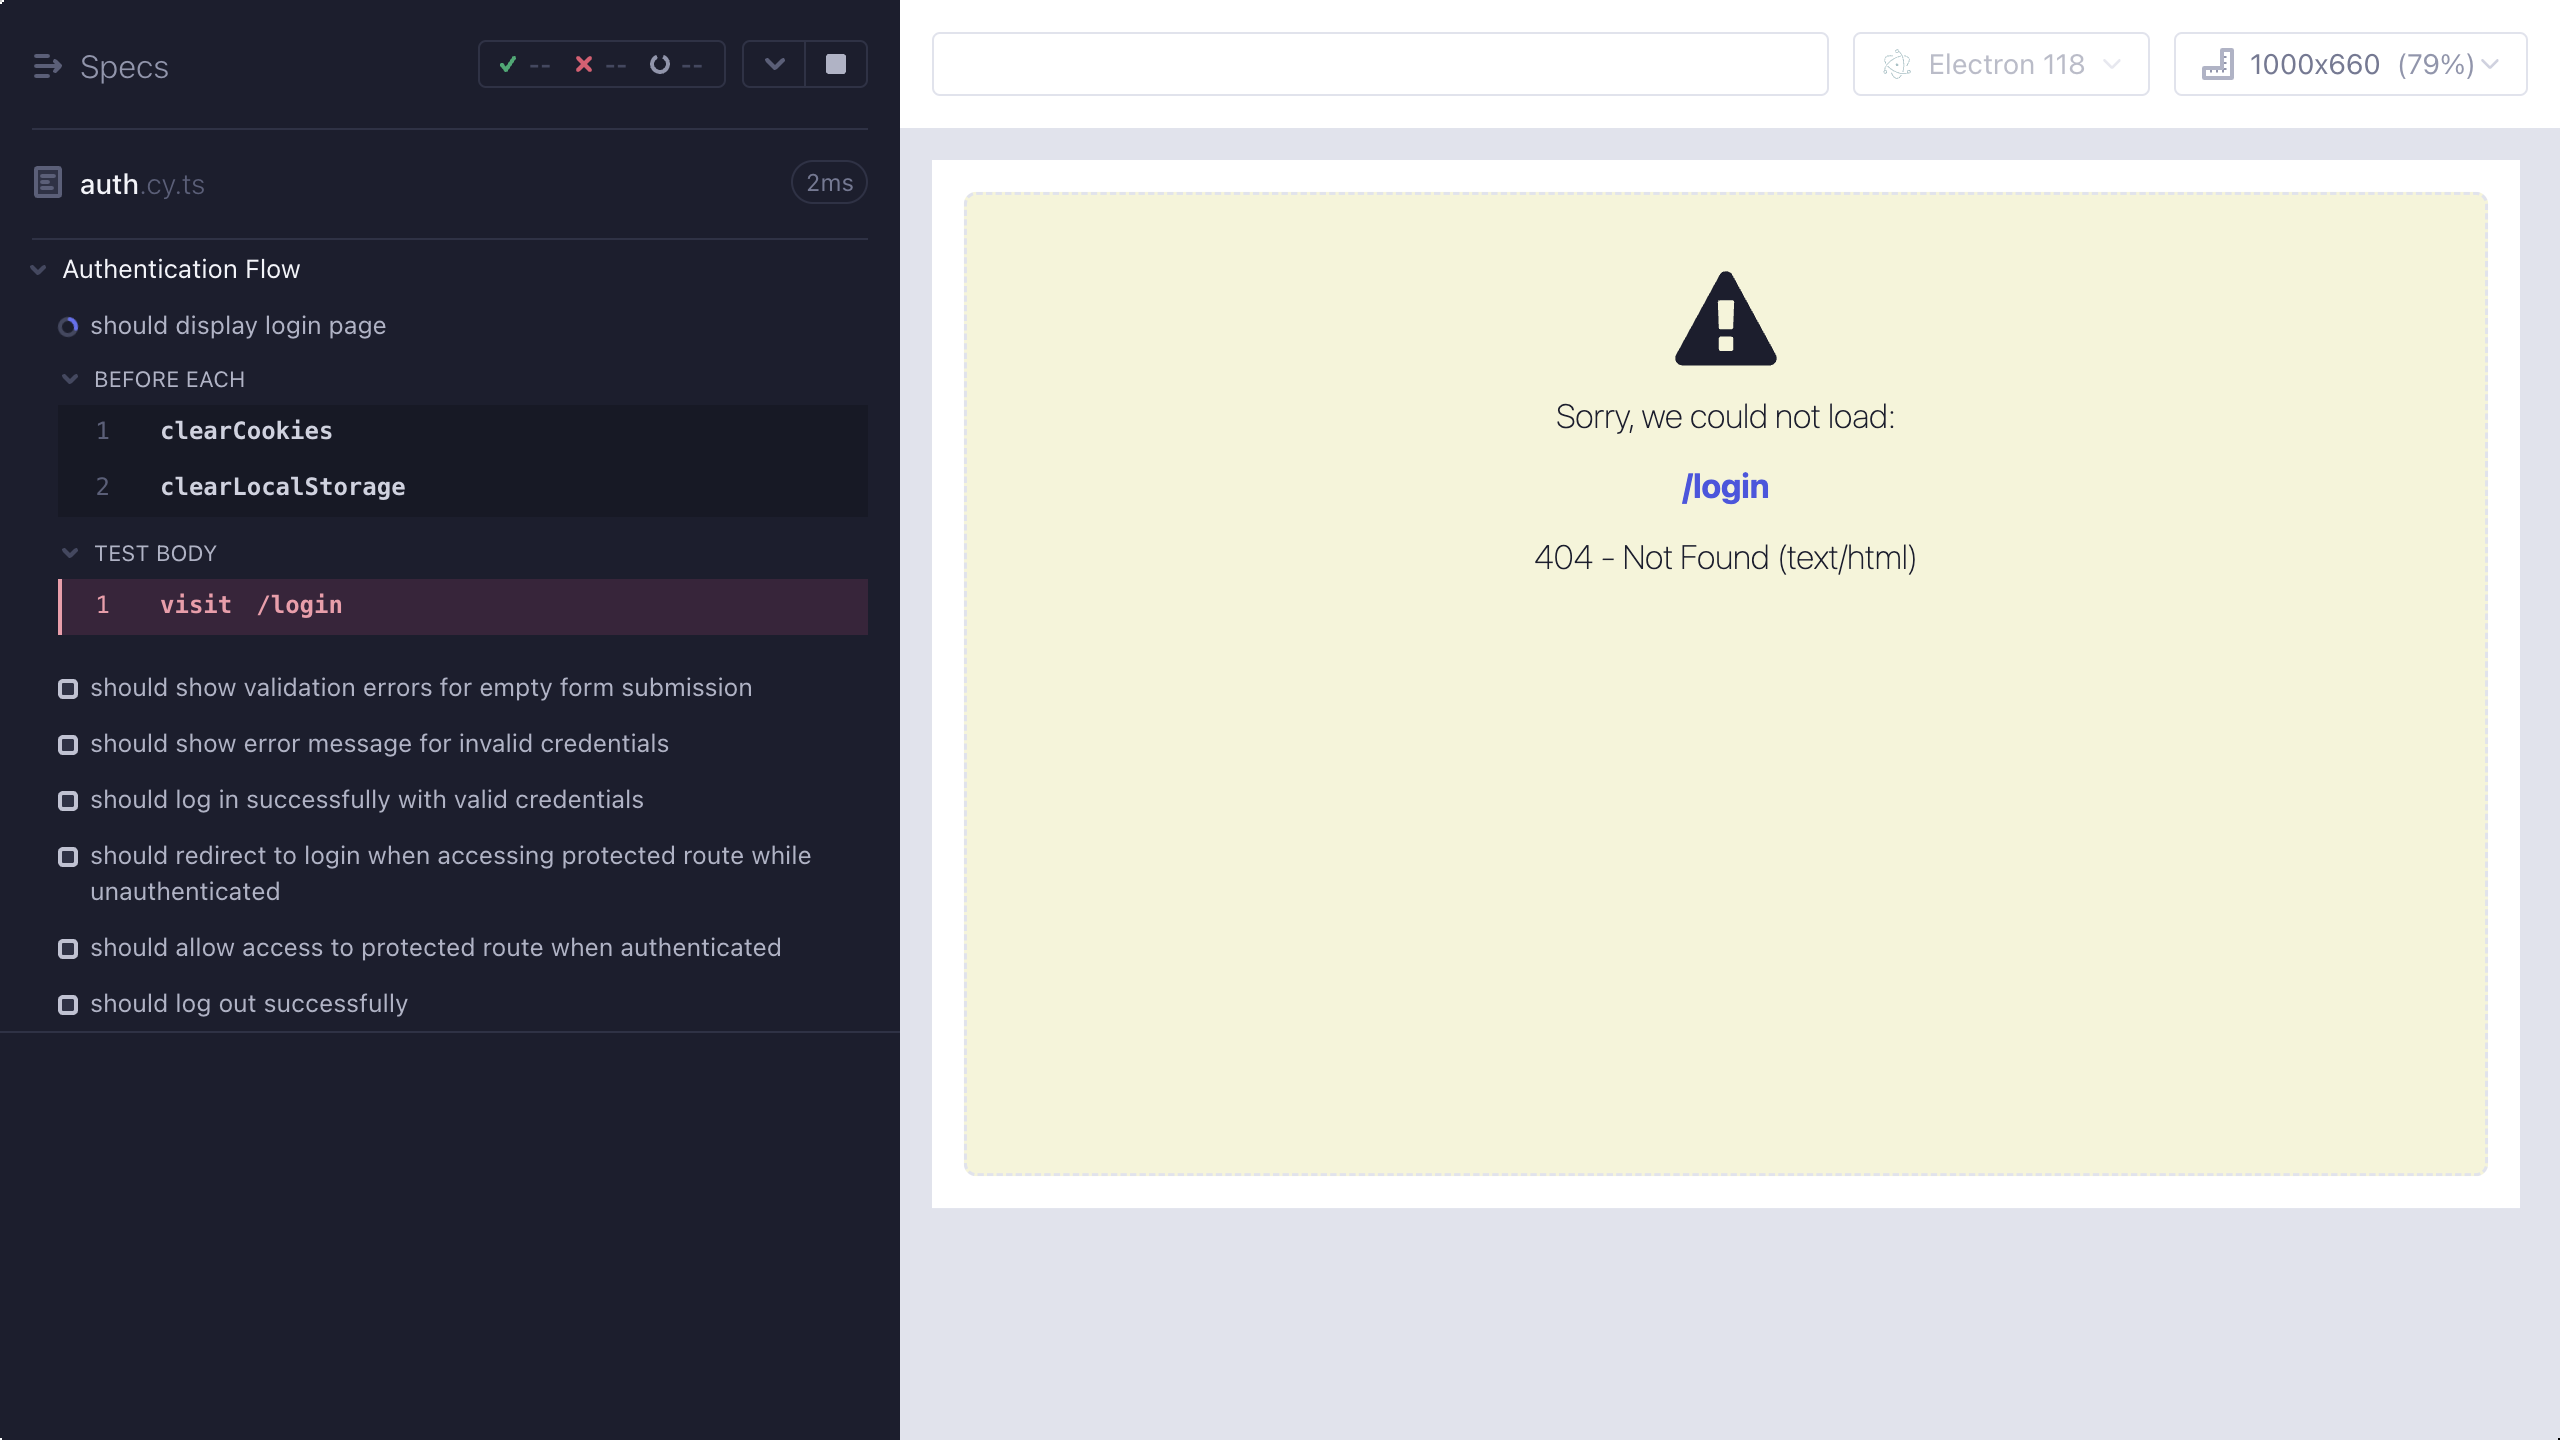 Specs
--
--
--
auth.cy.ts
2ms
Authentication Flow
should display login page
BEFORE EACH
1 clearCookies
2 clearLocalStorage
TEST BODY
1 visit /login
should show validation errors for empty form submission
should show error message for invalid credentials
should log in successfully with valid credentials
should redirect to login when accessing protected route while
unauthenticated
should allow access to protected route when authenticated
should log out successfully
Electron 118
1000x660 (79%)
Sorry, we could not load:
/login
404 - Not Found (text/html)